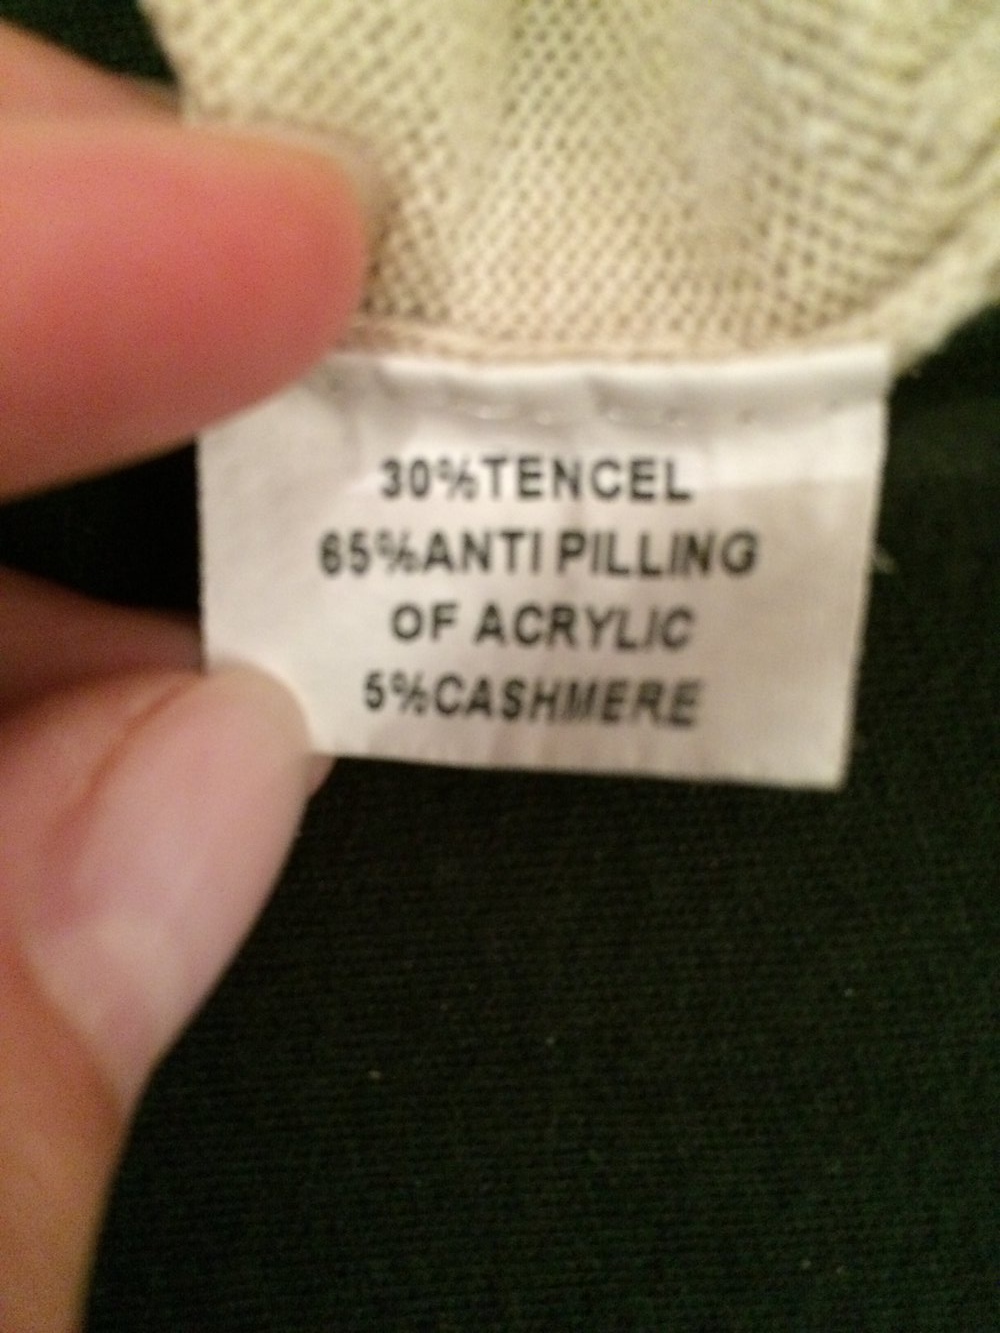 30%TENCEL
65%ANTI PILLING
OF ACRYLIC
5%CASHMERE